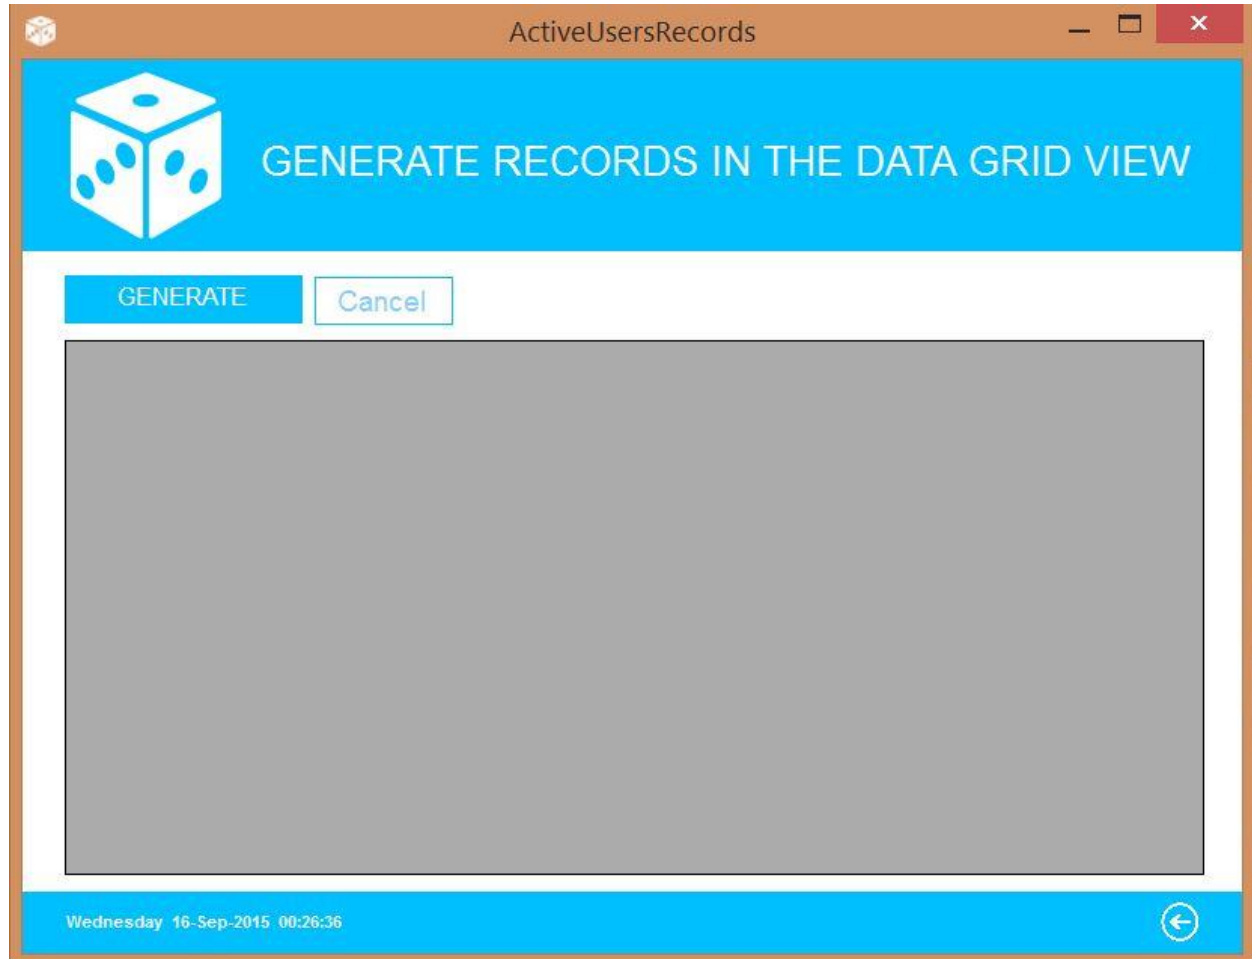 ActiveUsersRecords
GENERATE RECORDS IN THE DATA GRID VIEW
GENERATE
Cancel
Wednesday 16-Sep-2015 00:26:36